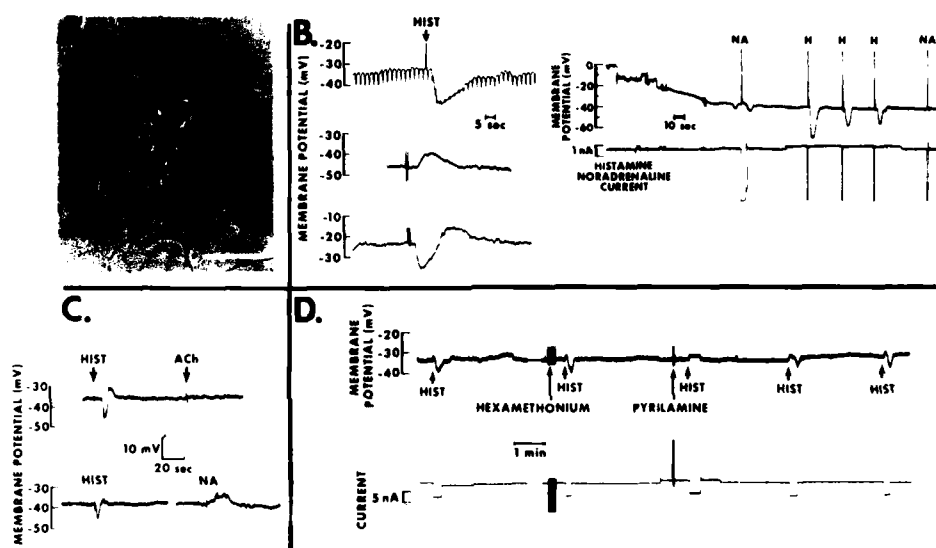 B.
HIST
MEMBRANE POTENTIAL (mV)
-20
-30
-40
5 sec
-30
-40
-50
-10
-20
-30
NA H H H NA
MEMBRANE
POTENTIAL (mV)
0
-20
-40
-60
10 sec
1 nA
HISTAMINE
NORADRENALINE
CURRENT
C.
HIST ACh
MEMBRANE POTENTIAL (mV)
-30
-40
-50
10 mV
20 sec
HIST NA
-30
-40
-50
D.
MEMBRANE
POTENTIAL (mV)
-20
-30
-40
HIST HIST HIST HIST HIST
HEXAMETHONIUM PYRILAMINE
1 min
CURRENT
5 nA